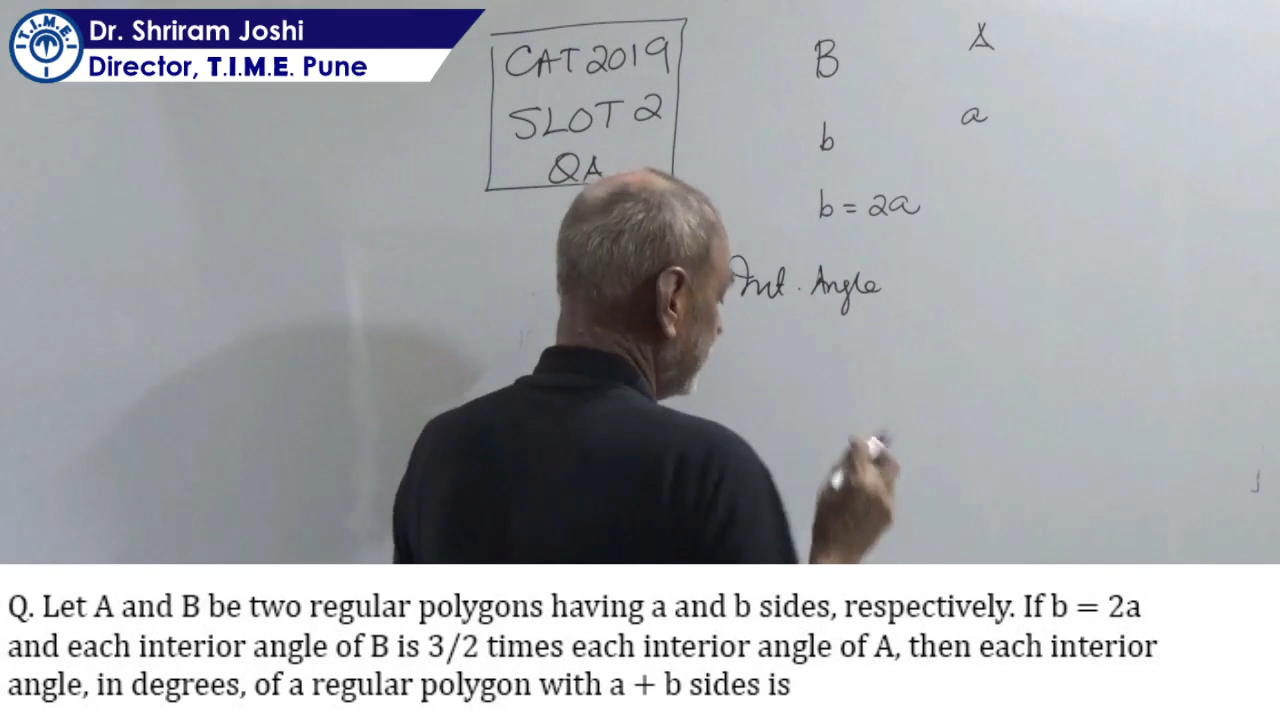 T.I.M.E.
Dr. Shriram Joshi
Director, T.I.M.E. Pune
CAT 2019
SLOT 2
QA
B A
b a
b = 2a
Int. Angle
Q. Let A and B be two regular polygons having a and b sides, respectively. If b = 2a
and each interior angle of B is 3/2 times each interior angle of A, then each interior
angle, in degrees, of a regular polygon with a + b sides is